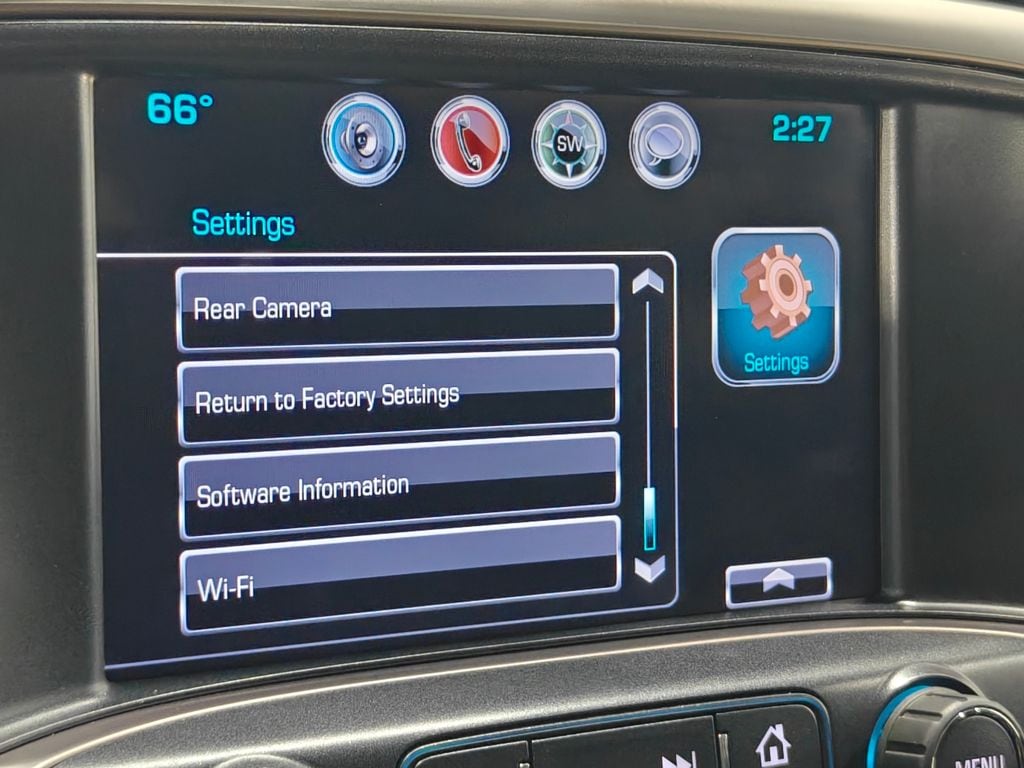 66°
SW
2:27
Settings
Rear Camera
Return to Factory Settings
Software Information
Wi-Fi
Settings
MENU